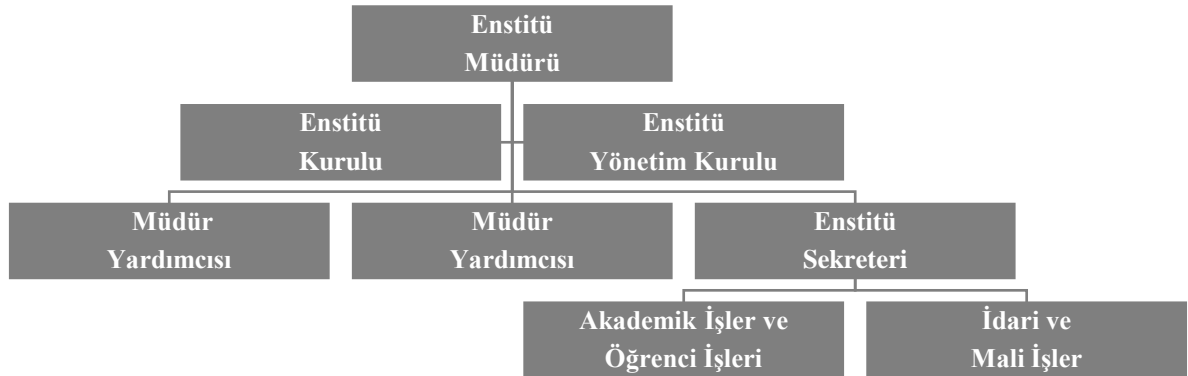 Enstitü
Müdürü
Enstitü
Kurulu
Enstitü
Yönetim Kurulu
Müdür
Yardımcısı
Müdür
Yardımcısı
Enstitü
Sekreteri
Akademik İşler ve
Öğrenci İşleri
İdari ve
Mali İşler